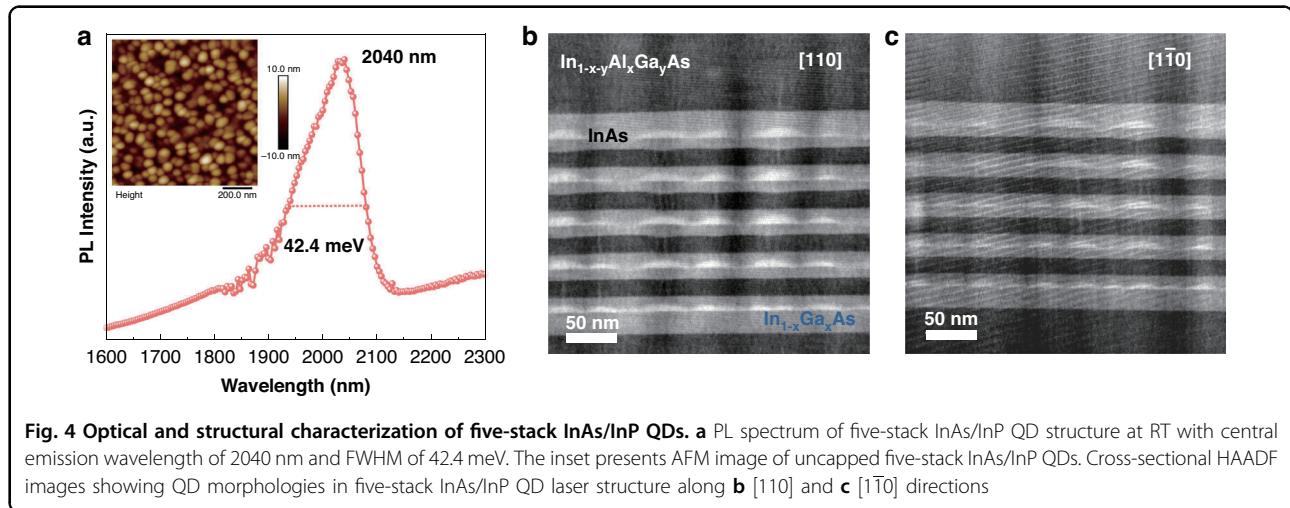 a
2040 nm
10.0 nm
−10.0 nm
Height
200.0 nm
42.4 meV
PL Intensity (a.u.)
1600 1700 1800 1900 2000 2100 2200 2300
Wavelength (nm)
b
In₁₋ₓ₋ᵧAlₓGaᵧAs
[110]
InAs
In₁₋ₓGaₓAs
50 nm
c
[11̅0]
50 nm
Fig. 4 Optical and structural characterization of five-stack InAs/InP QDs. a PL spectrum of five-stack InAs/InP QD structure at RT with central
emission wavelength of 2040 nm and FWHM of 42.4 meV. The inset presents AFM image of uncapped five-stack InAs/InP QDs. Cross-sectional HAADF
images showing QD morphologies in five-stack InAs/InP QD laser structure along b [110] and c [11̅0] directions